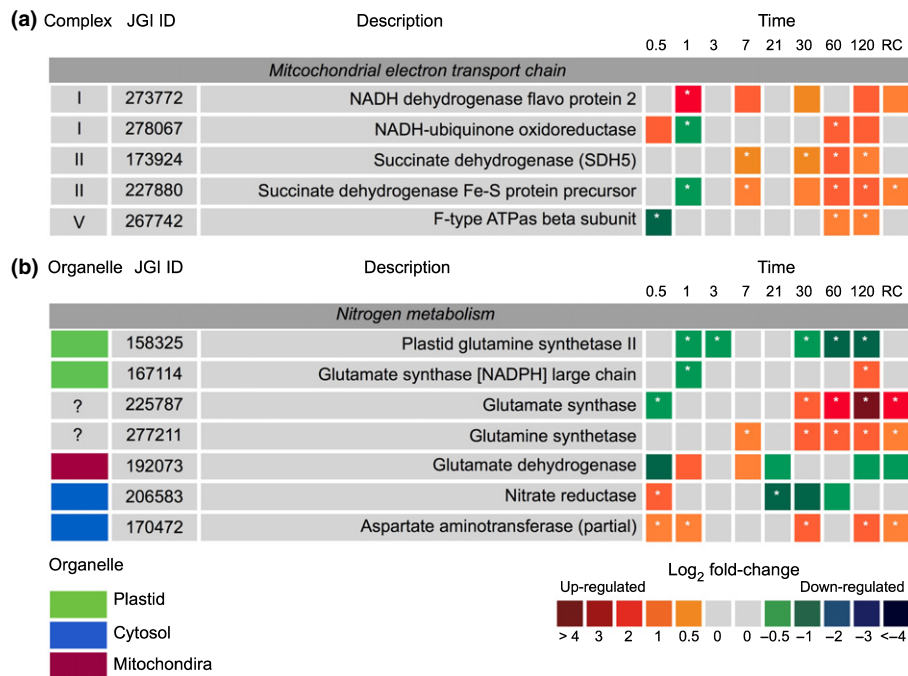 (a) Complex JGI ID Description Time
0.5 1 3 7 21 30 60 120 RC
Mitcochondrial electron transport chain
I 273772 NADH dehydrogenase flavo protein 2 *
I 278067 NADH-ubiquinone oxidoreductase * *
II 173924 Succinate dehydrogenase (SDH5) * * * *
II 227880 Succinate dehydrogenase Fe-S protein precursor * * * * *
V 267742 F-type ATPas beta subunit * * *
(b) Organelle JGI ID Description Time
0.5 1 3 7 21 30 60 120 RC
Nitrogen metabolism
158325 Plastid glutamine synthetase II * * * * *
167114 Glutamate synthase [NADPH] large chain * *
? 225787 Glutamate synthase * * * * *
? 277211 Glutamine synthetase * * * * *
192073 Glutamate dehydrogenase
206583 Nitrate reductase * *
170472 Aspartate aminotransferase (partial) * * * * *
Organelle
Plastid
Cytosol
Mitochondira
Log2 fold-change
Up-regulated Down-regulated
> 4 3 2 1 0.5 0 0 –0.5 –1 –2 –3 <–4